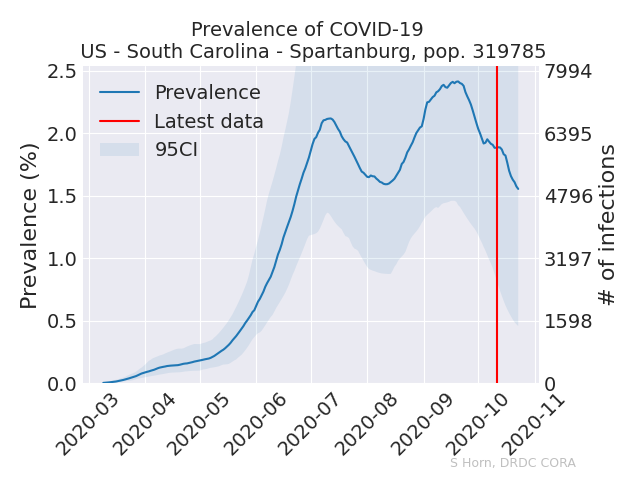 Prevalence of COVID-19
US - South Carolina - Spartanburg, pop. 319785
Prevalence (%)
2.5
2.0
1.5
1.0
0.5
0.0
Prevalence
Latest data
95CI
7994
6395
4796
3197
1598
0
# of infections
2020-03
2020-04
2020-05
2020-06
2020-07
2020-08
2020-09
2020-10
2020-11
S Horn, DRDC CORA